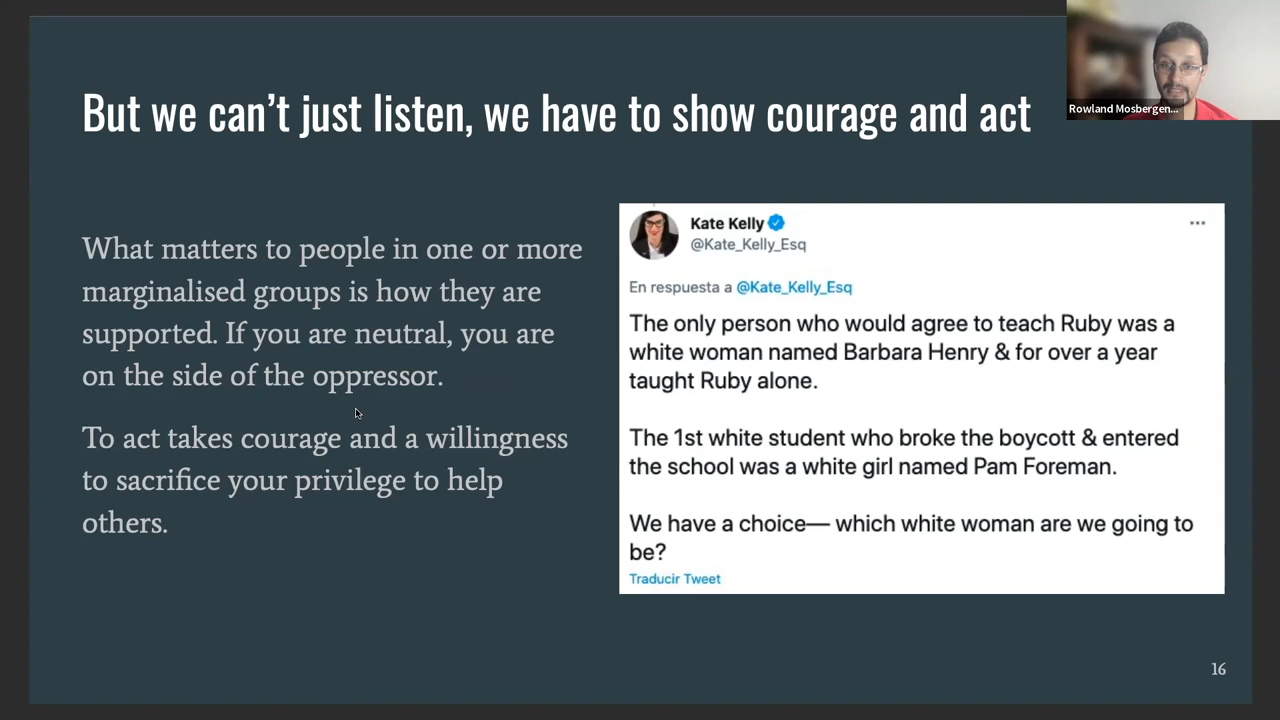 But we can't just listen, we have to show courage and act
Rowland Mosbergen...
What matters to people in one or more
marginalised groups is how they are
supported. If you are neutral, you are
on the side of the oppressor.
To act takes courage and a willingness
to sacrifice your privilege to help
others.
Kate Kelly
@Kate_Kelly_Esq
En respuesta a @Kate_Kelly_Esq
The only person who would agree to teach Ruby was a
white woman named Barbara Henry & for over a year
taught Ruby alone.
The 1st white student who broke the boycott & entered
the school was a white girl named Pam Foreman.
We have a choice— which white woman are we going to
be?
Traducir Tweet
16